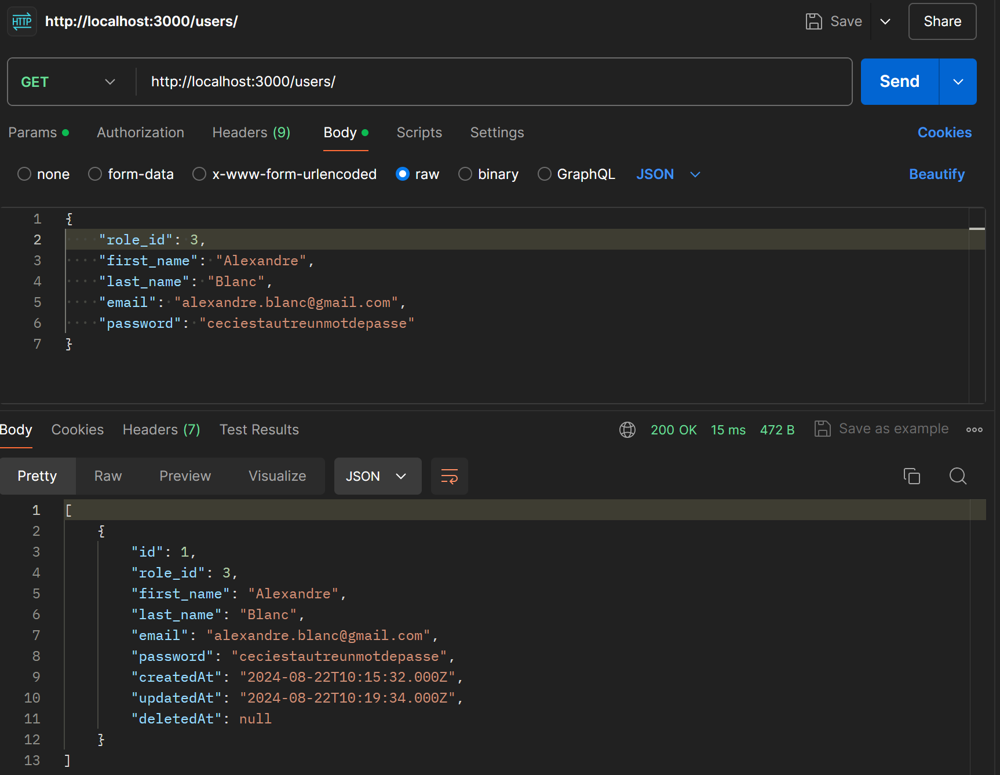 HTTP http://localhost:3000/users/ Save Share
GET http://localhost:3000/users/ Send
Params Authorization Headers (9) Body Scripts Settings Cookies
none form-data x-www-form-urlencoded raw binary GraphQL JSON Beautify
1 {
2 "role_id": 3,
3 "first_name": "Alexandre",
4 "last_name": "Blanc",
5 "email": "alexandre.blanc@gmail.com",
6 "password": "ceciestautreunmotdepasse"
7 }
Body Cookies Headers (7) Test Results 200 OK 15 ms 472 B Save as example
Pretty Raw Preview Visualize JSON
1 [
2 {
3 "id": 1,
4 "role_id": 3,
5 "first_name": "Alexandre",
6 "last_name": "Blanc",
7 "email": "alexandre.blanc@gmail.com",
8 "password": "ceciestautreunmotdepasse",
9 "createdAt": "2024-08-22T10:15:32.000Z",
10 "updatedAt": "2024-08-22T10:19:34.000Z",
11 "deletedAt": null
12 }
13 ]